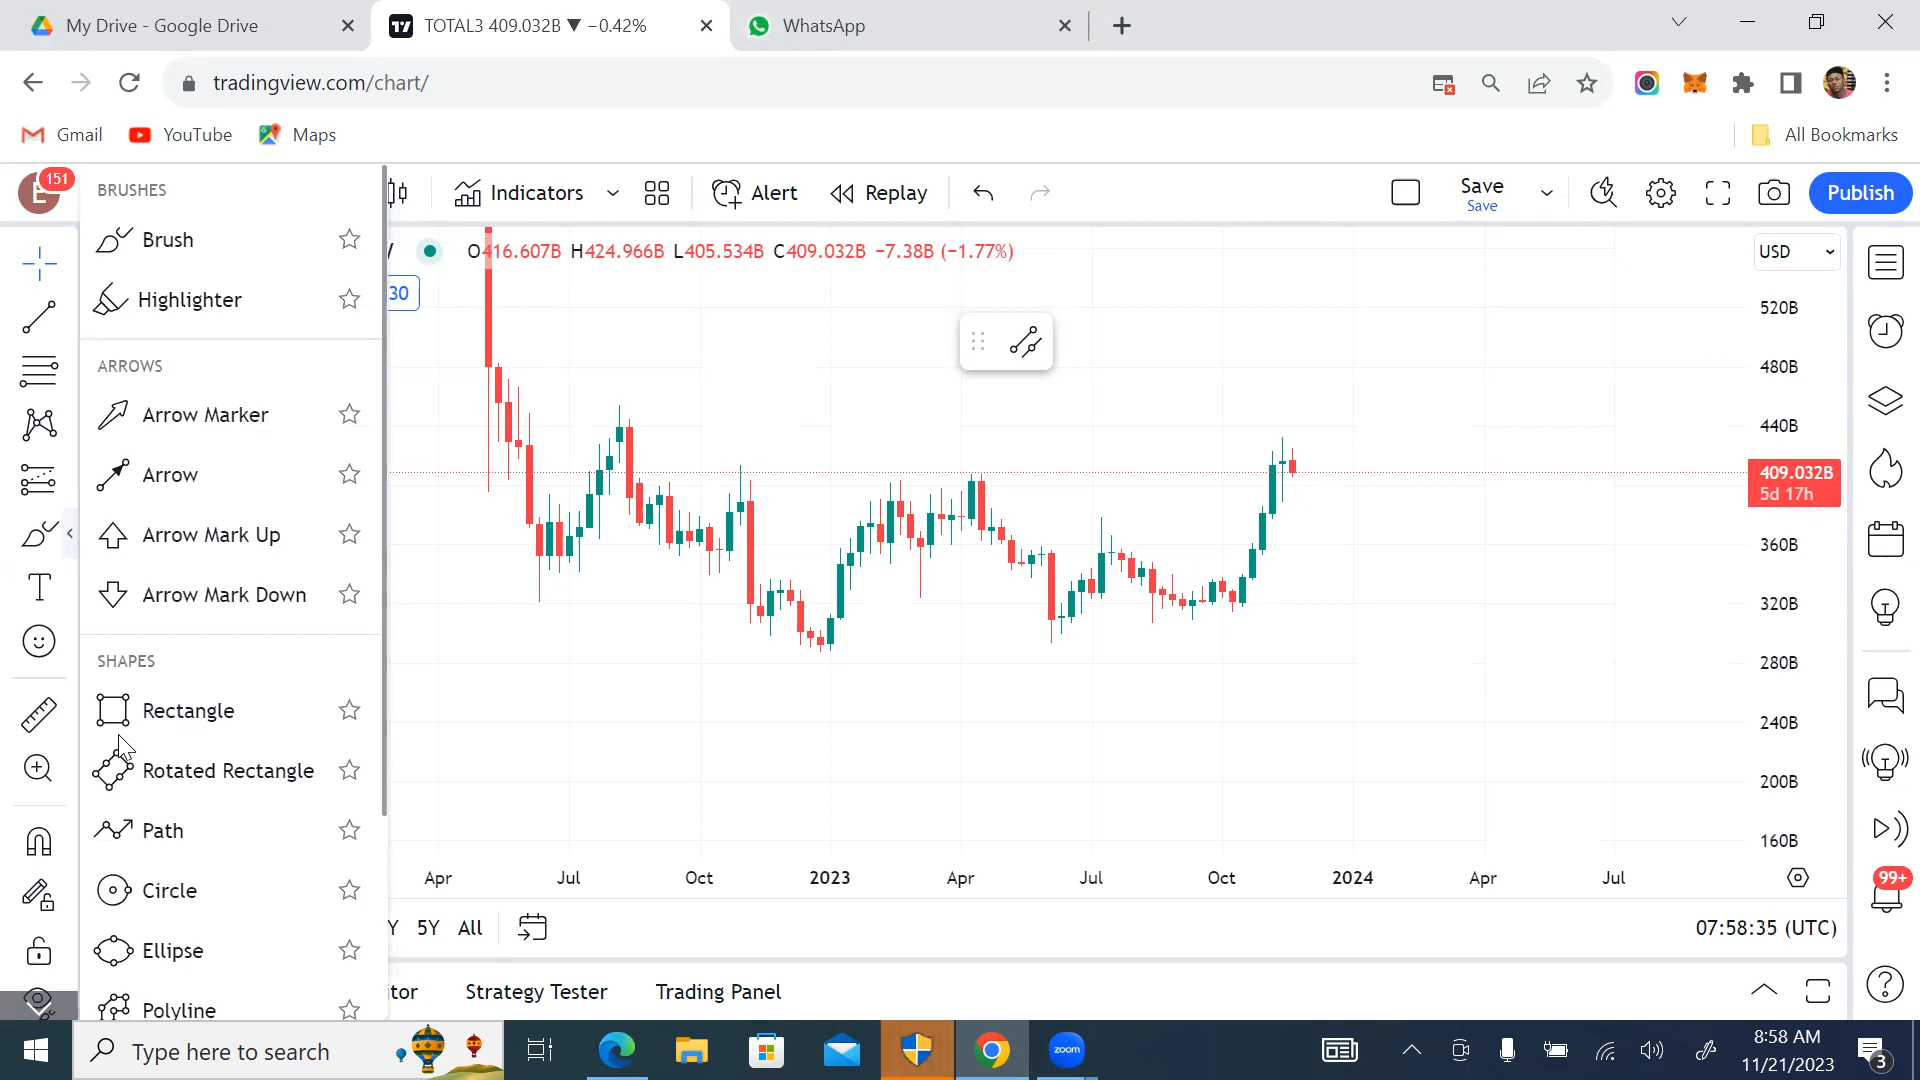 My Drive - Google Drive
TOTAL3 409.032B ▼ −0.42%
WhatsApp
tradingview.com/chart/
Gmail
YouTube
Maps
All Bookmarks
E
151
Indicators
Alert
Replay
Save
Save
Publish
BRUSHES
Brush
Highlighter
ARROWS
Arrow Marker
Arrow
Arrow Mark Up
Arrow Mark Down
SHAPES
Rectangle
Rotated Rectangle
Path
Circle
Ellipse
Polyline
O416.607B H424.966B L405.534B C409.032B −7.38B (−1.77%)
30
USD
520B
480B
440B
409.032B
5d 17h
360B
320B
280B
240B
200B
160B
Apr
Jul
Oct
2023
Apr
Jul
Oct
2024
Apr
Jul
99+
Y
5Y
All
07:58:35 (UTC)
itor
Strategy Tester
Trading Panel
Type here to search
zoom
8:58 AM
11/21/2023
3